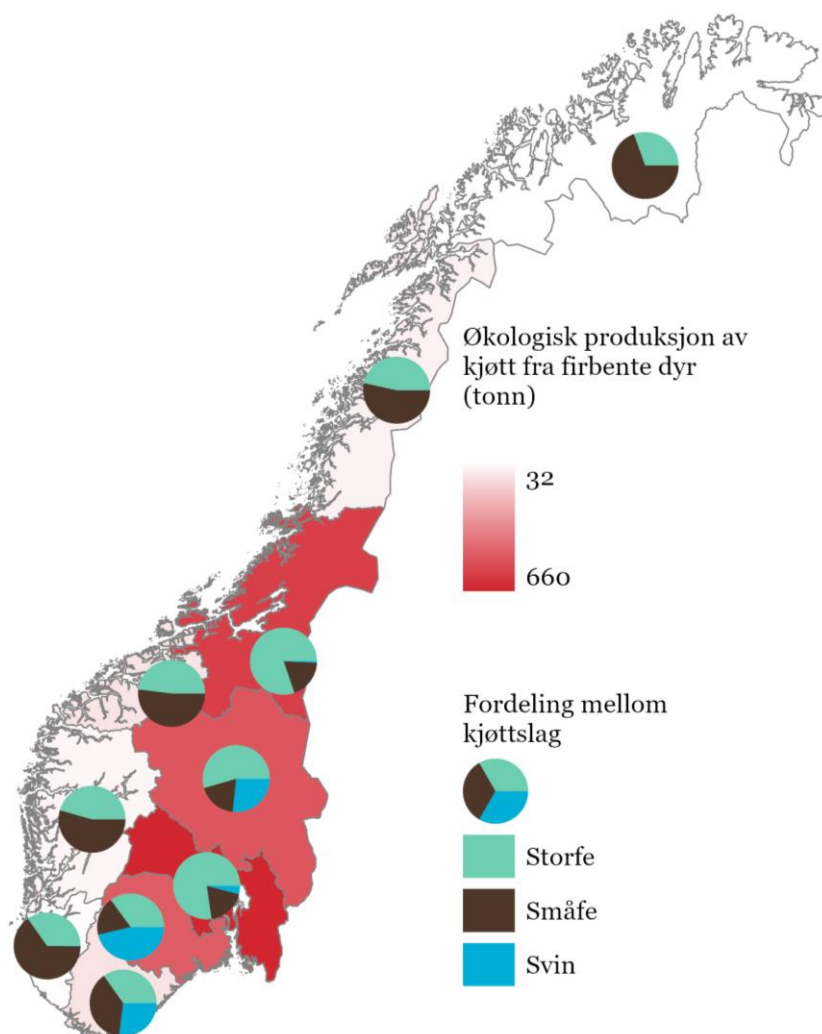 Økologisk produksjon av
kjøtt fra firbente dyr
(tonn)
32
660
Fordeling mellom
kjøttslag
Storfe
Småfe
Svin